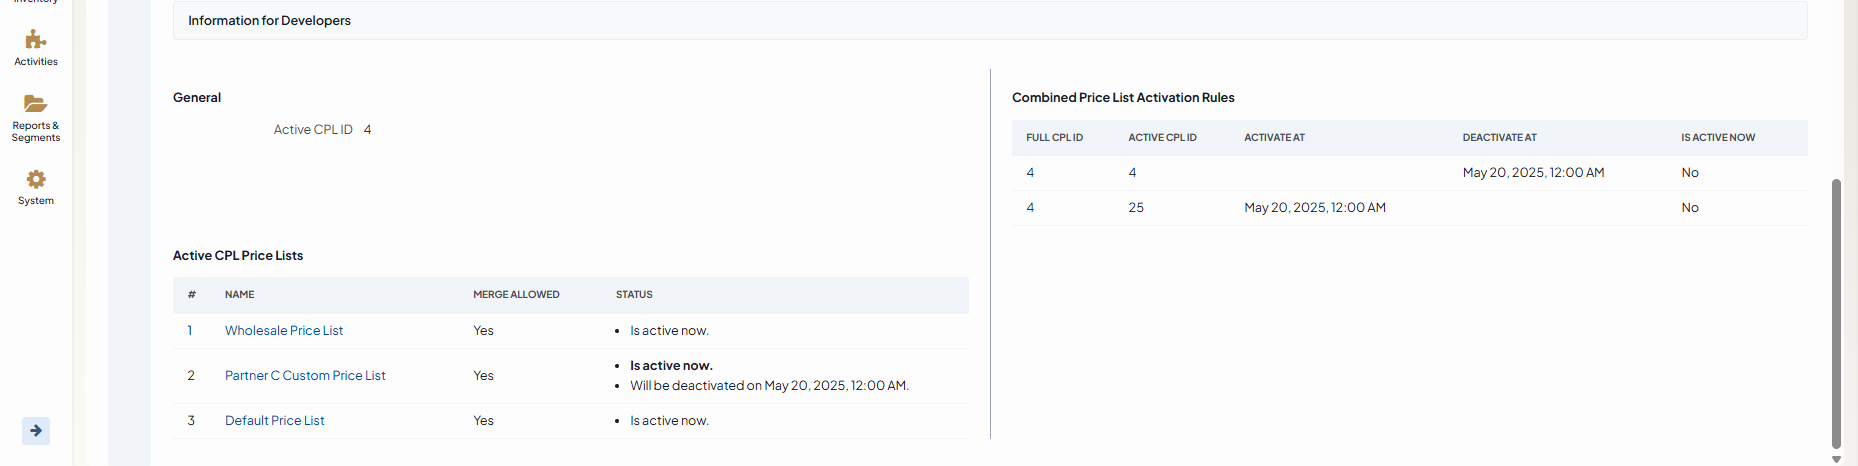 Inventory
Activities
Reports &
Segments
System
Information for Developers
General
Active CPL ID 4
Active CPL Price Lists
# NAME MERGE ALLOWED STATUS
1 Wholesale Price List Yes • Is active now.
2 Partner C Custom Price List Yes • Is active now.
• Will be deactivated on May 20, 2025, 12:00 AM.
3 Default Price List Yes • Is active now.
Combined Price List Activation Rules
FULL CPL ID ACTIVE CPL ID ACTIVATE AT DEACTIVATE AT IS ACTIVE NOW
4 4 May 20, 2025, 12:00 AM No
4 25 May 20, 2025, 12:00 AM No